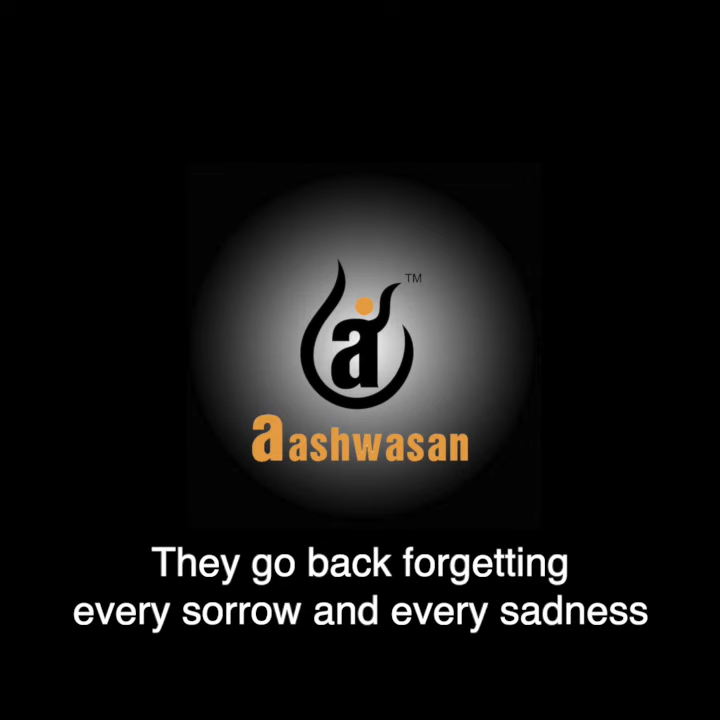 TM
a
aashwasan
They go back forgetting
every sorrow and every sadness